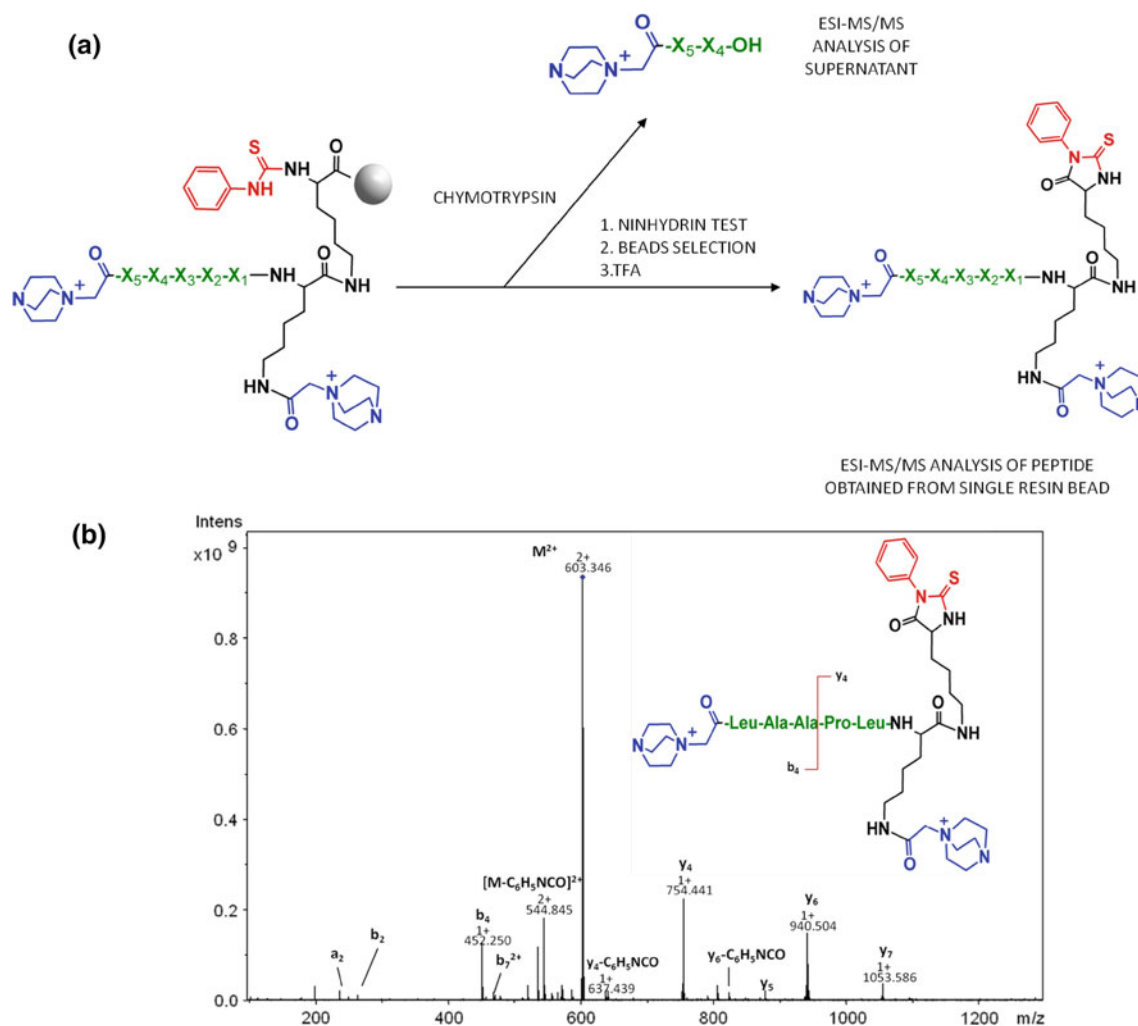 (a)
O
-X5-X4-OH
N
N
+
ESI-MS/MS
ANALYSIS OF
SUPERNATANT
S
NH
O
NH
CHYMOTRYPSIN
1. NINHYDRIN TEST
2. BEADS SELECTION
3.TFA
O
-X5-X4-X3-X2-X1
NH
O
NH
N
N
+
HN
O
N
+
N
S
N
O
NH
O
-X5-X4-X3-X2-X1
NH
O
NH
N
N
+
HN
O
N
+
N
ESI-MS/MS ANALYSIS OF PEPTIDE
OBTAINED FROM SINGLE RESIN BEAD
(b)
Intens
x10 9
M2+
2+
603.346
S
N
O
NH
y4
O
-Leu-Ala-Ala-Pro-Leu-NH
O
NH
N
N
+
b4
HN
O
N
+
N
[M-C6H5NCO]2+
2+
544.845
b4
1+
452.250
a2
b2
b7 2+
y4-C6H5NCO
1+
637.439
y4
1+
754.441
y6-C6H5NCO
y5
y6
1+
940.504
y7
1+
1053.586
0.8
0.6
0.4
0.2
0.0
200
400
600
800
1000
1200
m/z